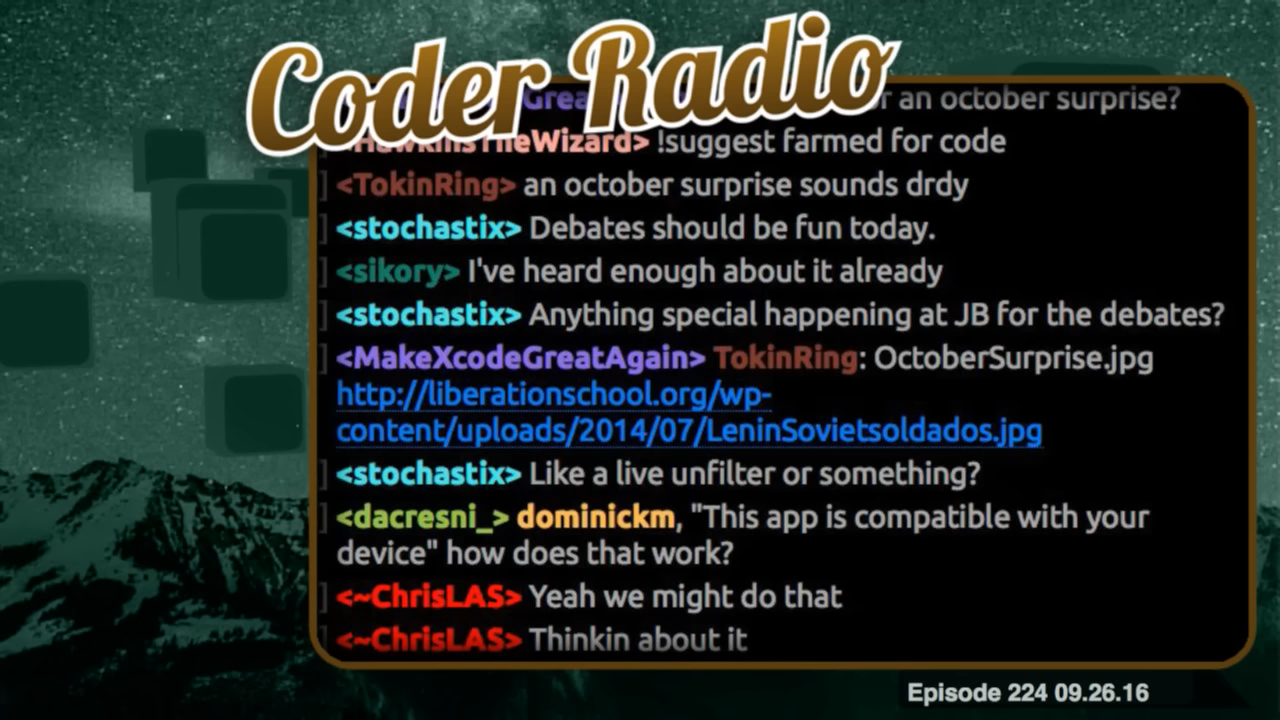 Coder Radio
r an october surprise?
<HawkinsTheWizard> !suggest farmed for code
] <TokinRing> an october surprise sounds drdy
] <stochastix> Debates should be fun today.
] <sikory> I've heard enough about it already
] <stochastix> Anything special happening at JB for the debates?
] <MakeXcodeGreatAgain> TokinRing: OctoberSurprise.jpg
http://liberationschool.org/wp-
content/uploads/2014/07/LeninSovietsoldados.jpg
] <stochastix> Like a live unfilter or something?
] <dacresni_> dominickm, "This app is compatible with your
device" how does that work?
] <~ChrisLAS> Yeah we might do that
] <~ChrisLAS> Thinkin about it
Episode 224 09.26.16